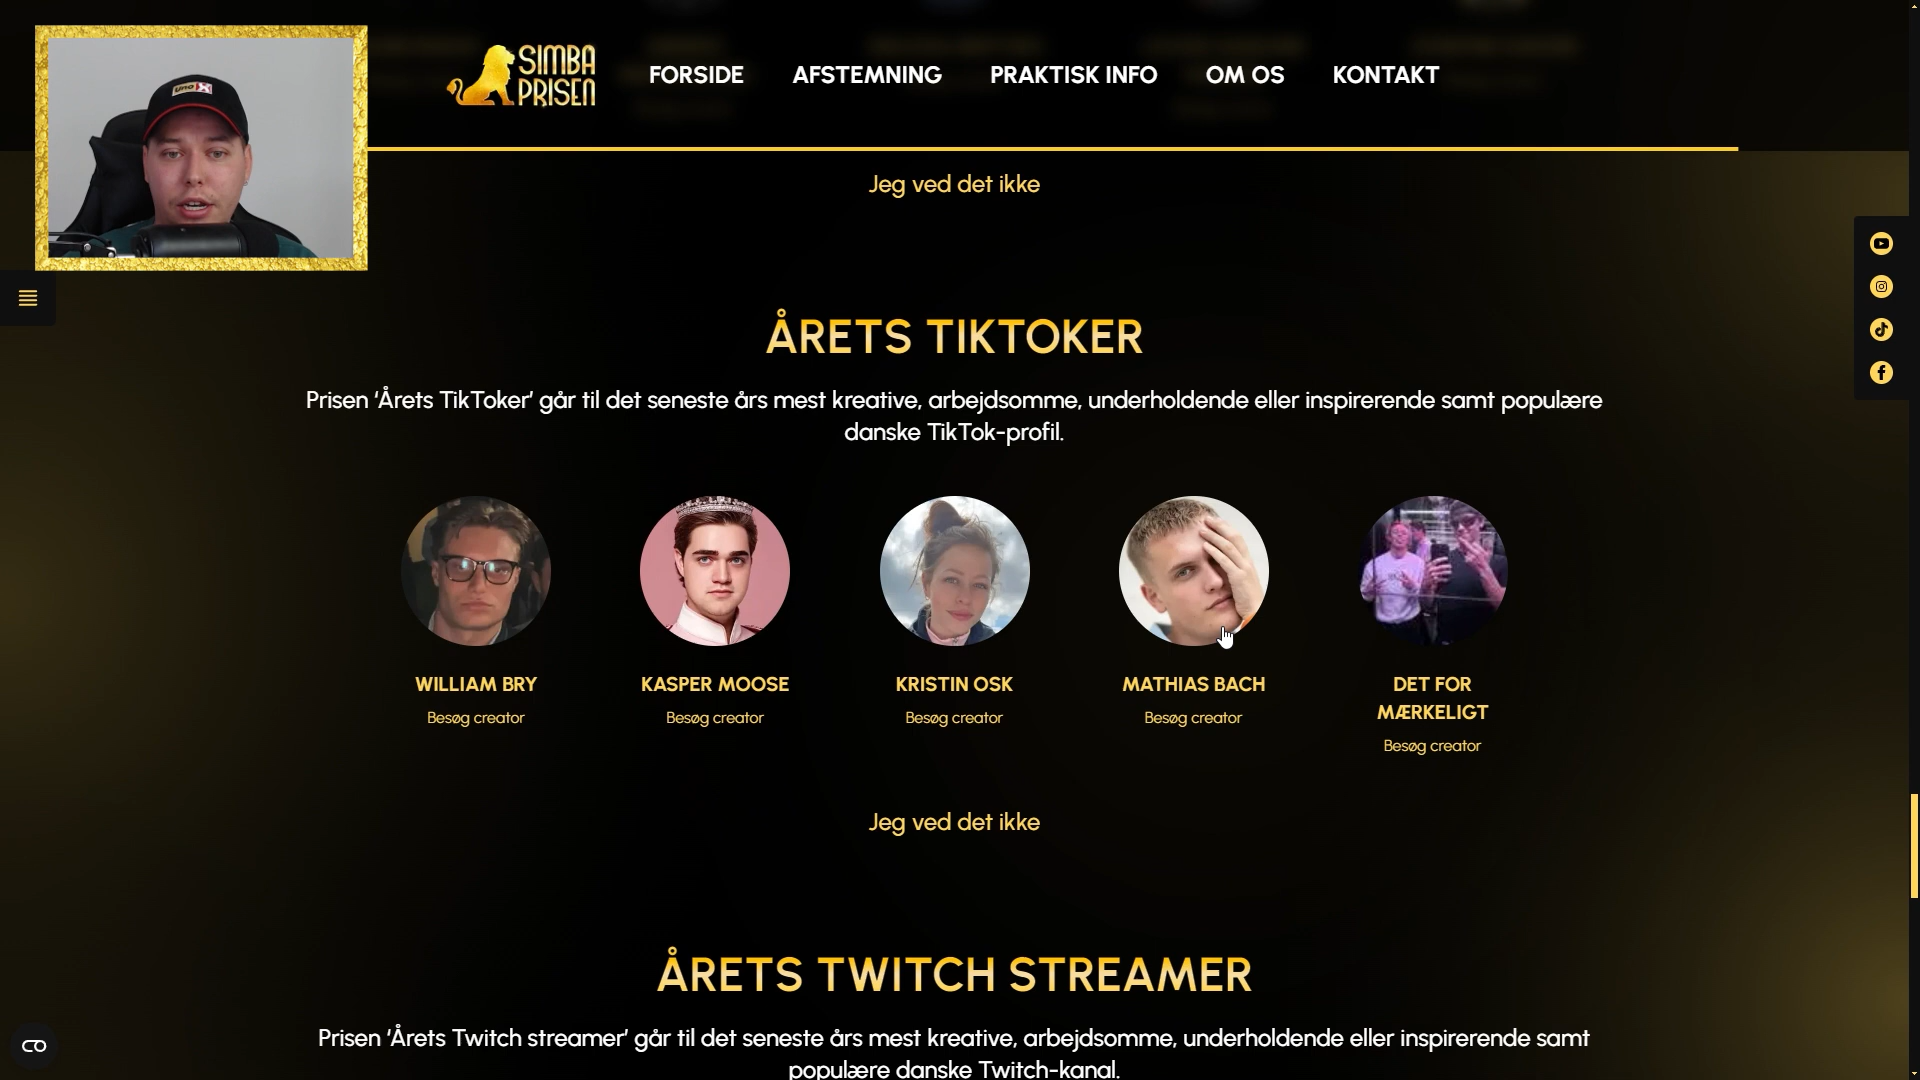 SIMBA
PRISEN
FORSIDE
AFSTEMNING
PRAKTISK INFO
OM OS
KONTAKT
Uno X
Jeg ved det ikke
ÅRETS TIKTOKER
Prisen ‘Årets TikToker’ går til det seneste års mest kreative, arbejdsomme, underholdende eller inspirerende samt populære
danske TikTok-profil.
WILLIAM BRY
Besøg creator
KASPER MOOSE
Besøg creator
KRISTIN OSK
Besøg creator
MATHIAS BACH
Besøg creator
DET FOR
MÆRKELIGT
Besøg creator
Jeg ved det ikke
ÅRETS TWITCH STREAMER
Prisen ‘Årets Twitch streamer’ går til det seneste års mest kreative, arbejdsomme, underholdende eller inspirerende samt
populære danske Twitch-kanal.